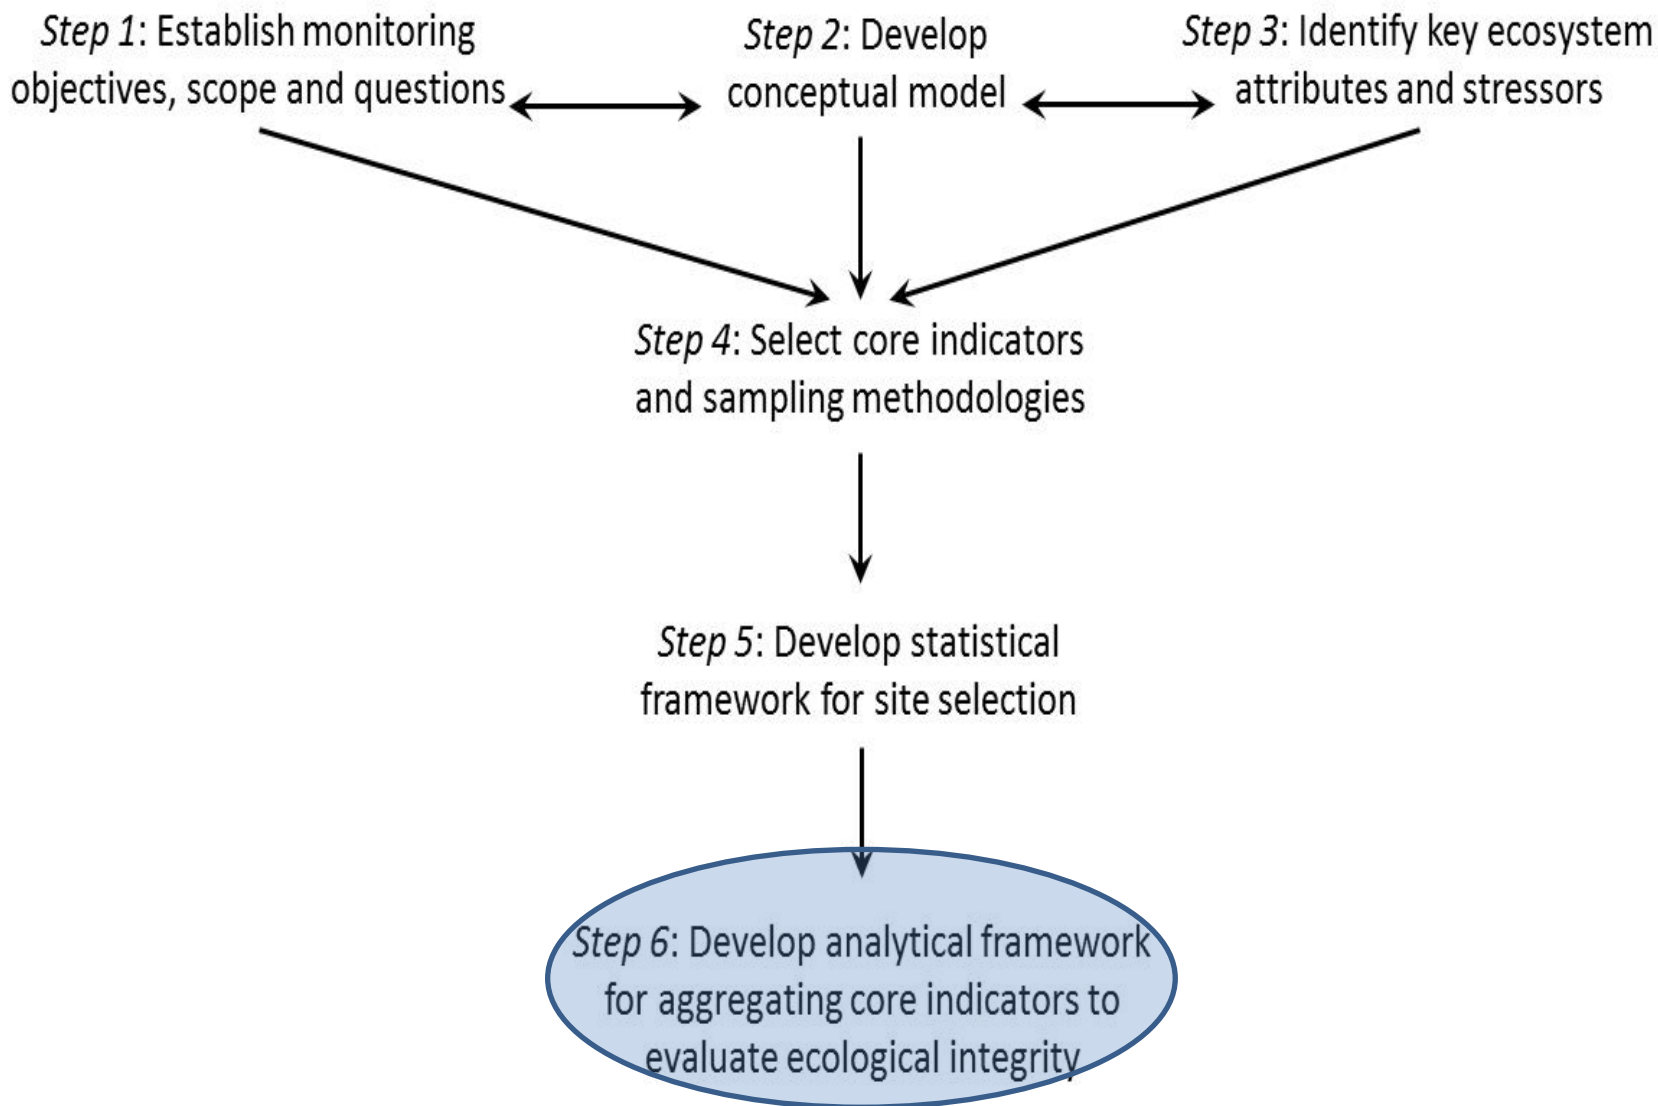 Step 1: Establish monitoring
objectives, scope and questions
Step 2: Develop
conceptual model
Step 3: Identify key ecosystem
attributes and stressors
Step 4: Select core indicators
and sampling methodologies
Step 5: Develop statistical
framework for site selection
Step 6: Develop analytical framework
for aggregating core indicators to
evaluate ecological integrity